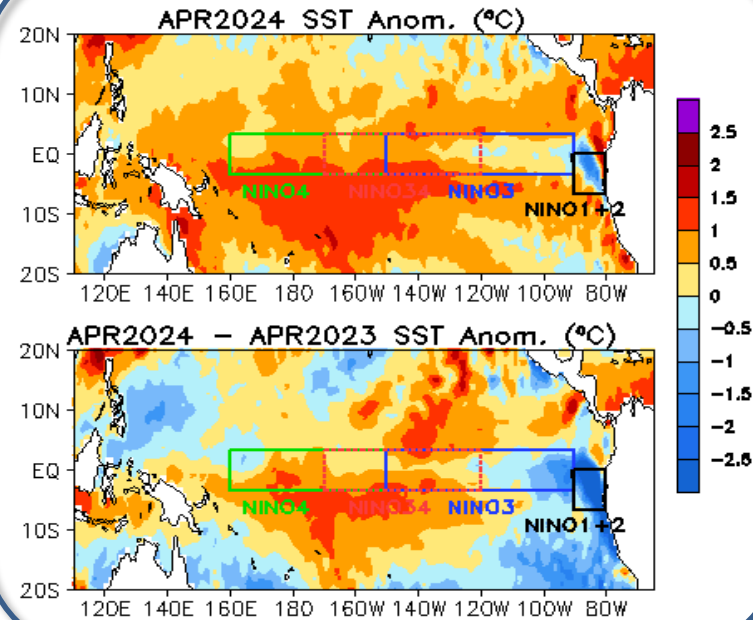 APR2024 SST Anom. (ºC)
20N
10N
EQ
10S
20S
NINO4
NINO34
NINO3
NINO1+2
120E 140E 160E 180 160W 140W 120W 100W 80W
APR2024 – APR2023 SST Anom. (ºC)
20N
10N
EQ
10S
20S
NINO4
NINO34
NINO3
NINO1+2
120E 140E 160E 180 160W 140W 120W 100W 80W
2.5
2
1.5
1
0.5
0
−0.5
−1
−1.5
−2
−2.5